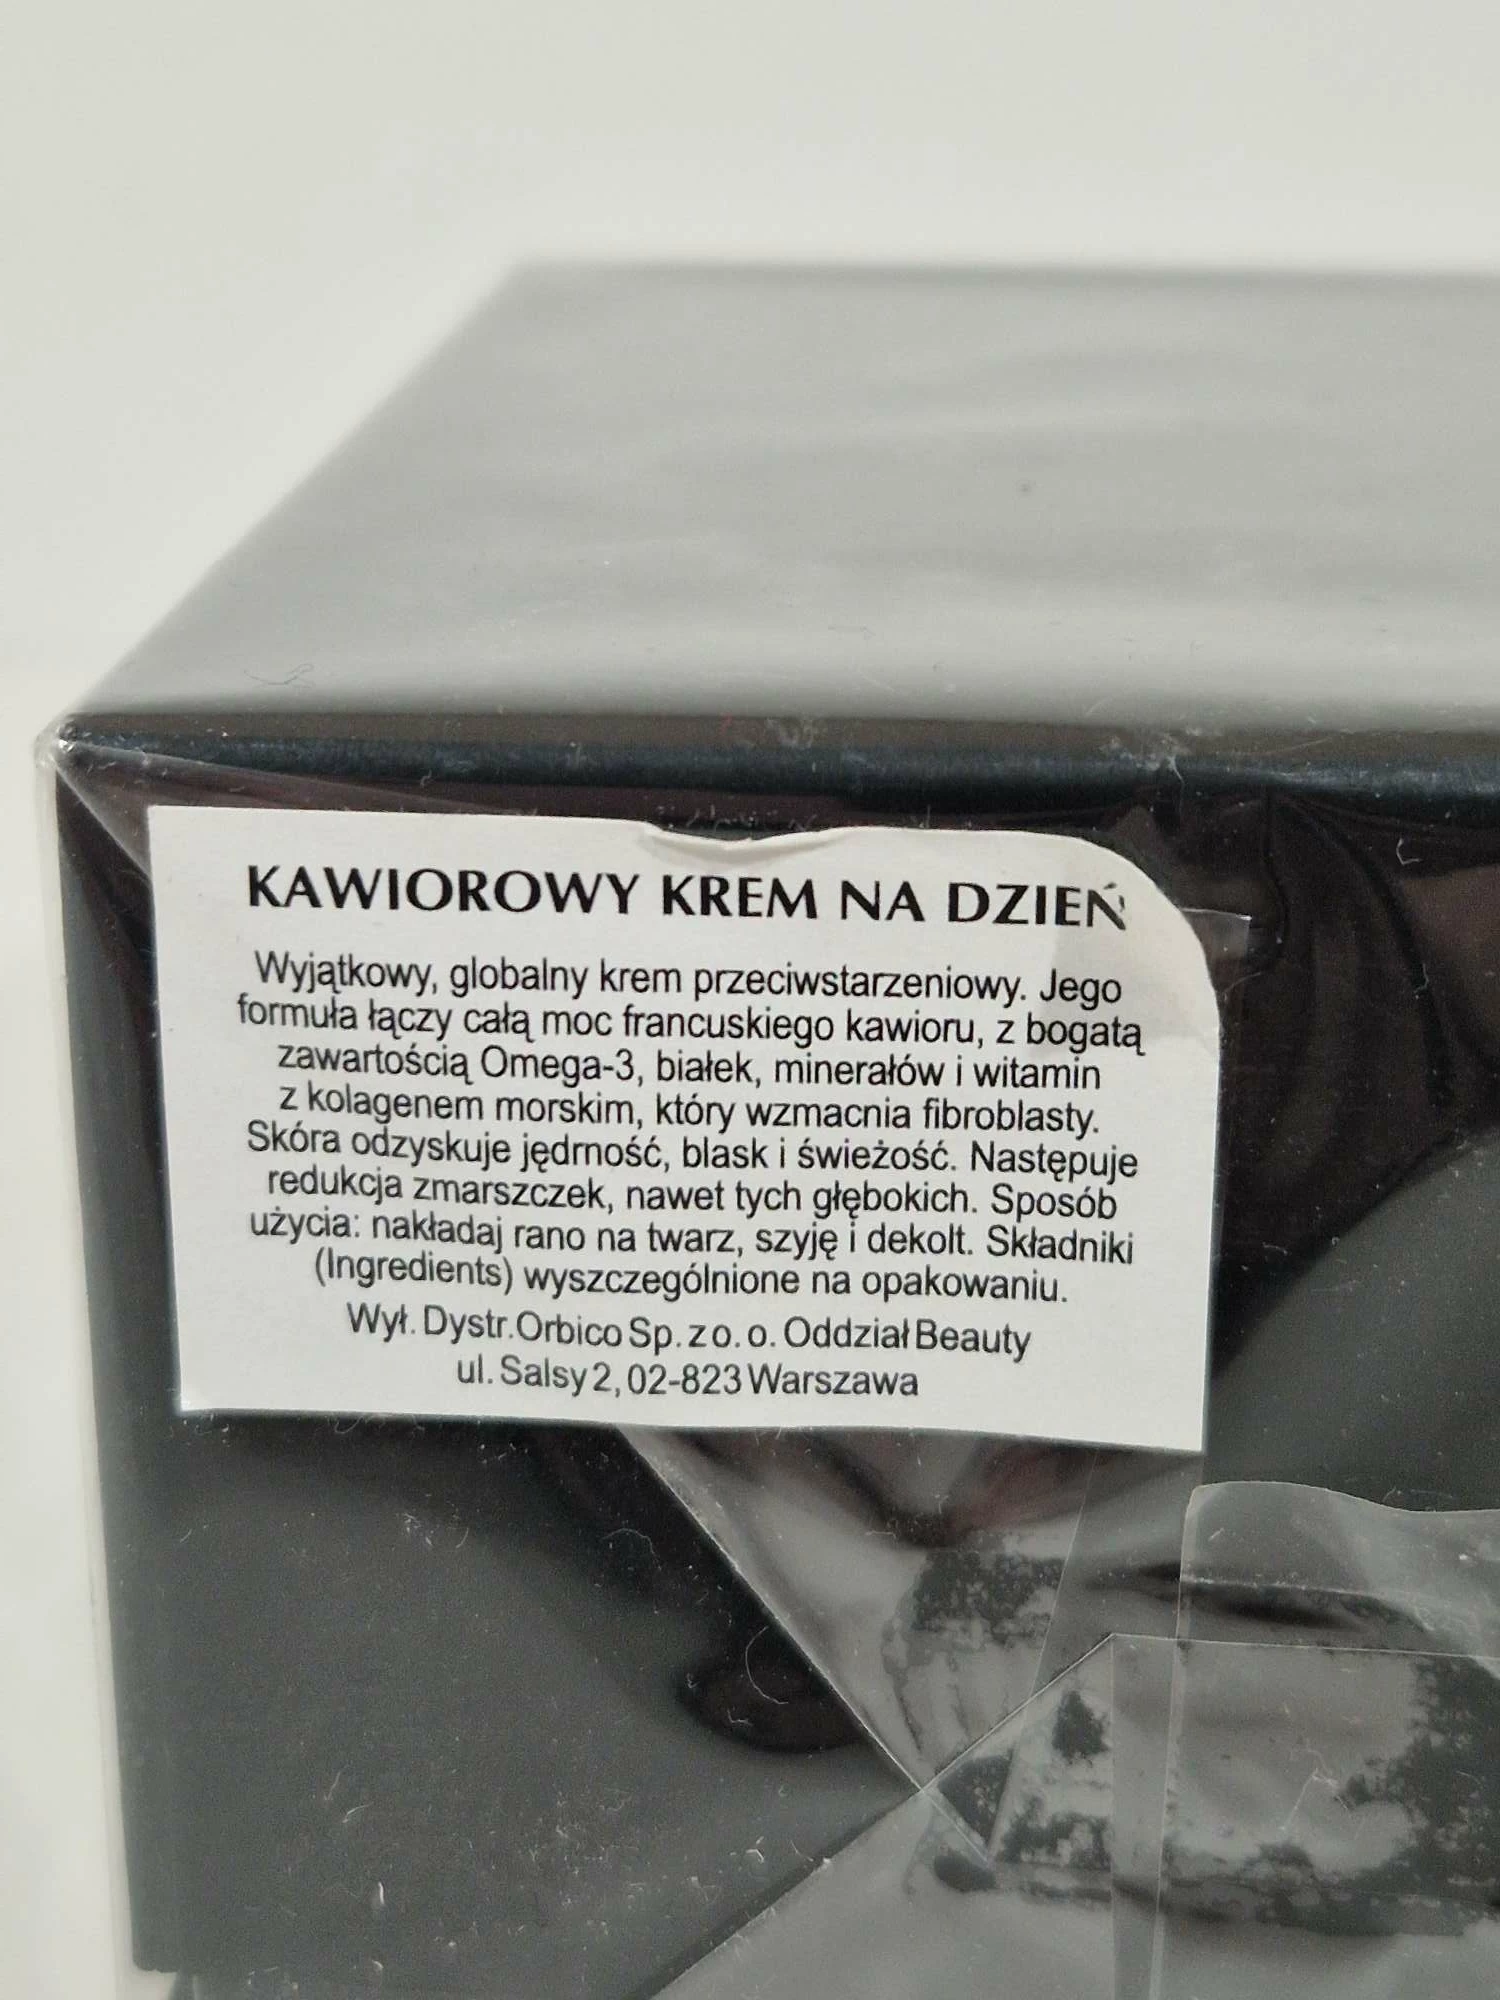 KAWIOROWY KREM NA DZIEŃ
Wyjątkowy, globalny krem przeciwstarzeniowy. Jego
formuła łączy całą moc francuskiego kawioru, z bogatą
zawartością Omega-3, białek, minerałów i witamin
z kolagenem morskim, który wzmacnia fibroblasty.
Skóra odzyskuje jędrność, blask i świeżość. Następuje
redukcja zmarszczek, nawet tych głębokich. Sposób
użycia: nakładaj rano na twarz, szyję i dekolt. Składniki
(Ingredients) wyszczególnione na opakowaniu.
Wył. Dystr. Orbico Sp. z o. o. Oddział Beauty
ul. Salsy 2, 02-823 Warszawa